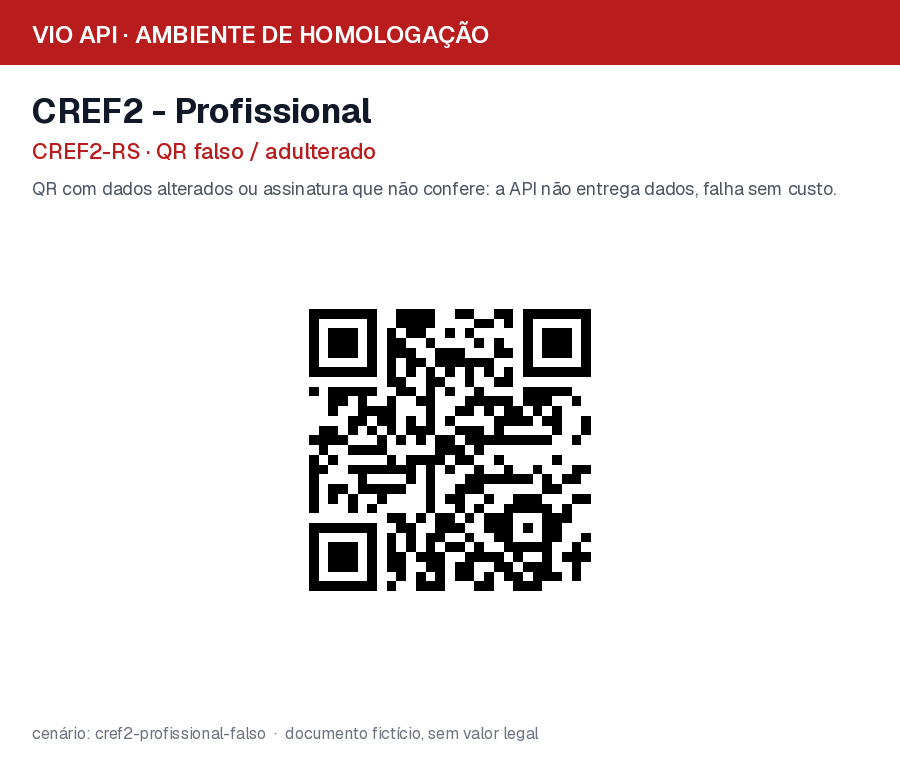 VIO API · AMBIENTE DE HOMOLOGAÇÃO
CREF2 - Profissional
CREF2-RS · QR falso / adulterado
QR com dados alterados ou assinatura que não confere: a API não entrega dados, falha sem custo.
cenário: cref2-profissional-falso · documento fictício, sem valor legal